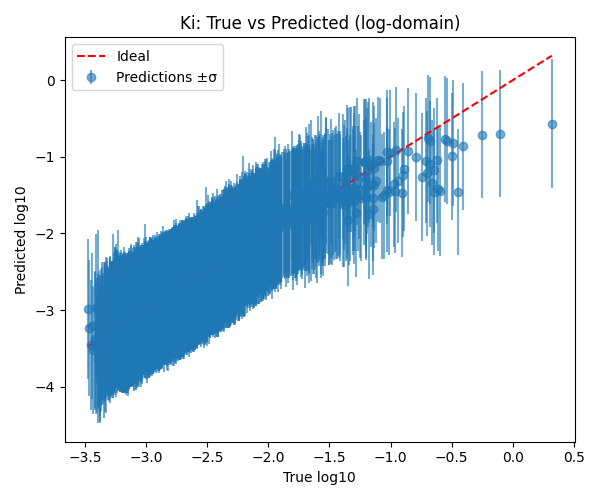 Ki: True vs Predicted (log-domain)
Ideal
Predictions ±σ
Predicted log10
0
−1
−2
−3
−4
−3.5 −3.0 −2.5 −2.0 −1.5 −1.0 −0.5 0.0 0.5
True log10